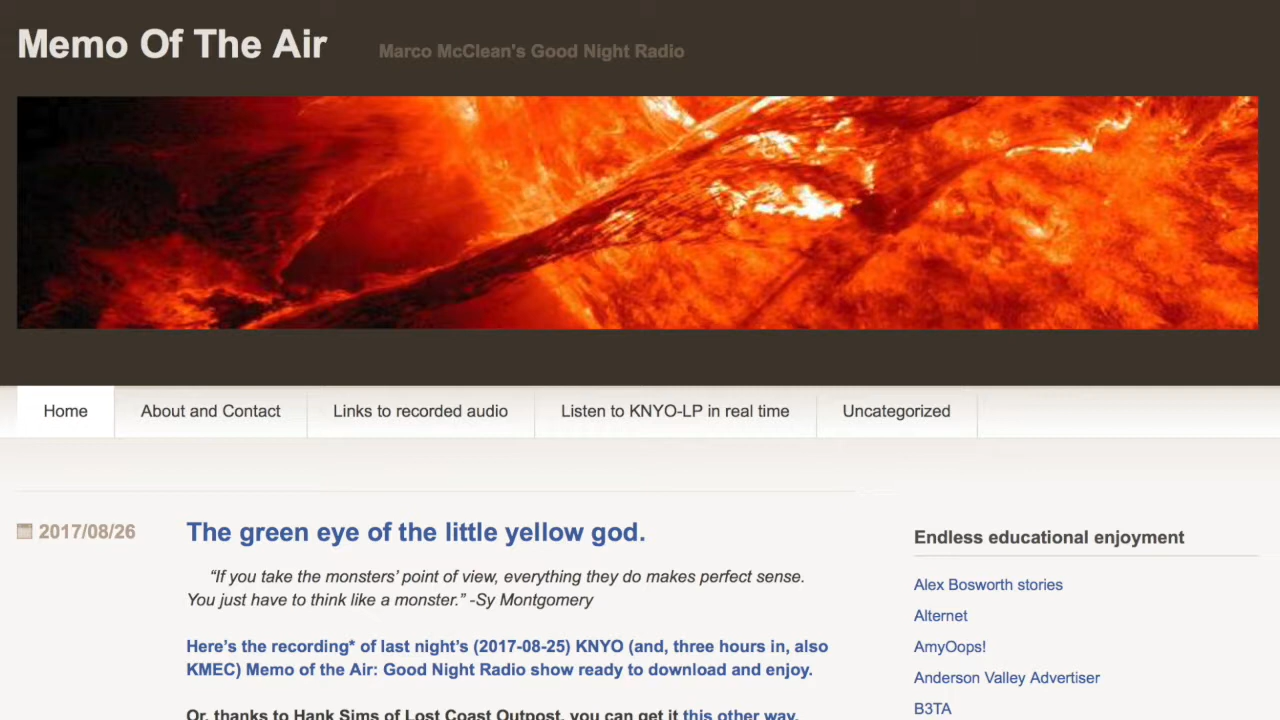 Memo Of The Air
Marco McClean's Good Night Radio
Home
About and Contact
Links to recorded audio
Listen to KNYO-LP in real time
Uncategorized
2017/08/26
The green eye of the little yellow god.
“If you take the monsters’ point of view, everything they do makes perfect sense.
You just have to think like a monster.” -Sy Montgomery
Here’s the recording* of last night’s (2017-08-25) KNYO (and, three hours in, also
KMEC) Memo of the Air: Good Night Radio show ready to download and enjoy.
Or, thanks to Hank Sims of Lost Coast Outpost, you can get it this other way.
Endless educational enjoyment
Alex Bosworth stories
Alternet
AmyOops!
Anderson Valley Advertiser
B3TA